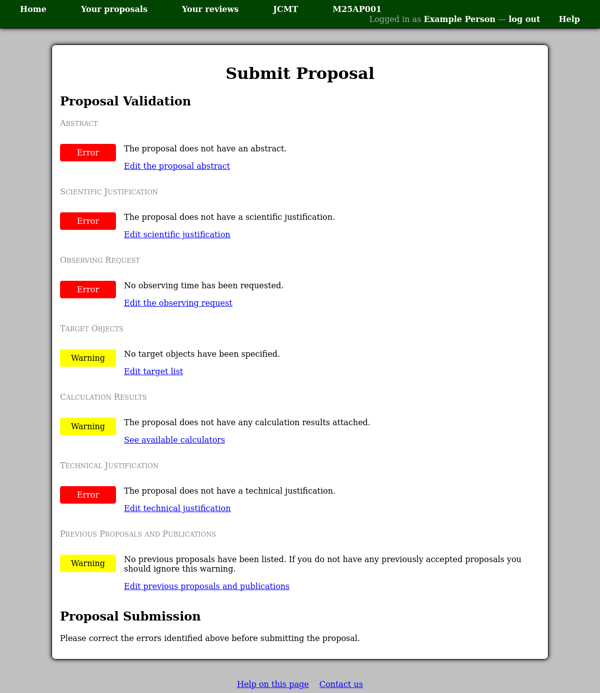 Home Your proposals Your reviews JCMT M25AP001
Logged in as Example Person — log out Help
Submit Proposal
Proposal Validation
Abstract
Error The proposal does not have an abstract.
Edit the proposal abstract
Scientific Justification
Error The proposal does not have a scientific justification.
Edit scientific justification
Observing Request
Error No observing time has been requested.
Edit the observing request
Target Objects
Warning No target objects have been specified.
Edit target list
Calculation Results
Warning The proposal does not have any calculation results attached.
See available calculators
Technical Justification
Error The proposal does not have a technical justification.
Edit technical justification
Previous Proposals and Publications
Warning No previous proposals have been listed. If you do not have any previously accepted proposals you
should ignore this warning.
Edit previous proposals and publications
Proposal Submission
Please correct the errors identified above before submitting the proposal.
Help on this page Contact us